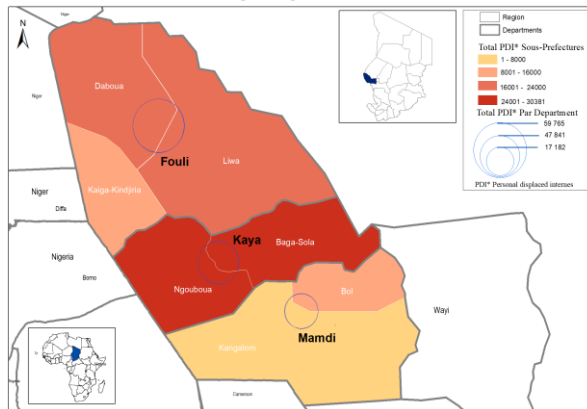 N
Niger
Niger
Daboua
Fouli
Liwa
Kaiga-Kindjiria
Niger
Diffa
Nigeria
Borno
Kaya
Baga-Sola
Ngouboua
Bol
Wayi
Mamdi
Kangalom
Cameroon
Region
Departments
Total PDI* Sous-Prefectures
1 - 8000
8001 - 16000
16001 - 24000
24001 - 30381
Total PDI* Par Department
59 765
47 841
17 182
PDI* Personal displaced internes